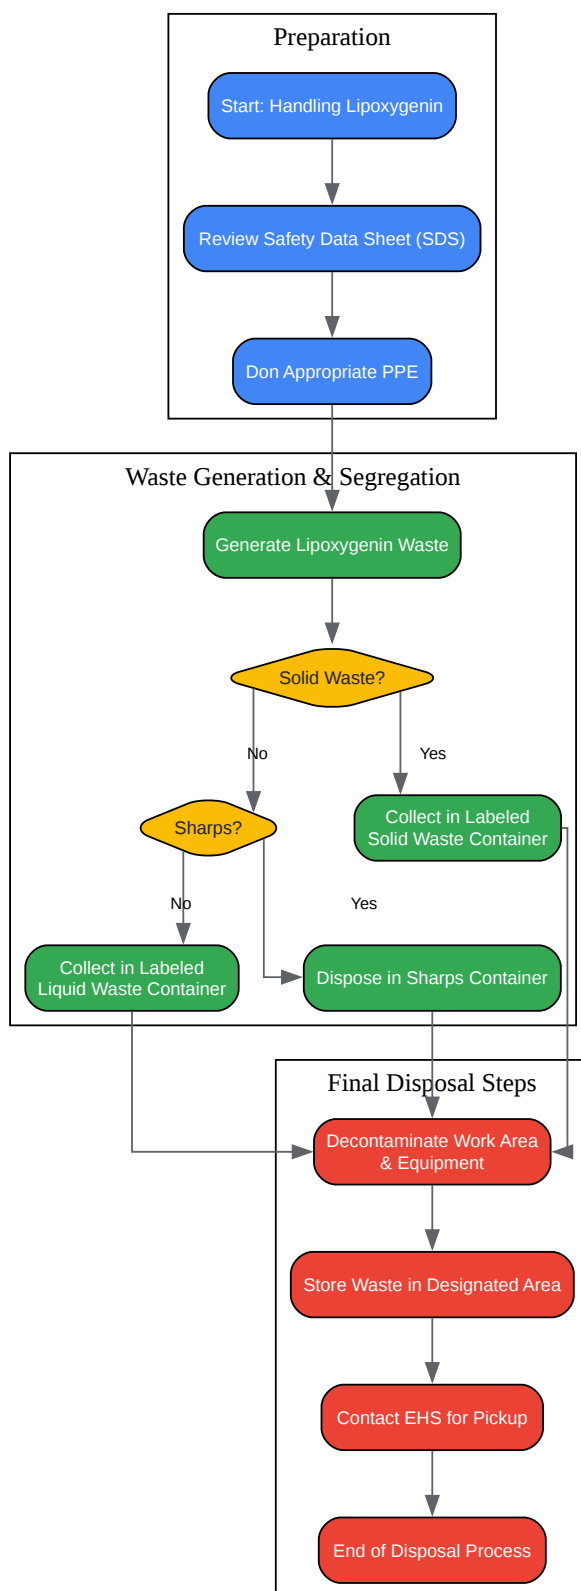 Preparation
Start: Handling Lipoxygenin
Review Safety Data Sheet (SDS)
Don Appropriate PPE
Waste Generation & Segregation
Generate Lipoxygenin Waste
Solid Waste?
No
Yes
Collect in Labeled
Solid Waste Container
Sharps?
No
Yes
Collect in Labeled
Liquid Waste Container
Dispose in Sharps Container
Final Disposal Steps
Decontaminate Work Area
& Equipment
Store Waste in Designated Area
Contact EHS for Pickup
End of Disposal Process